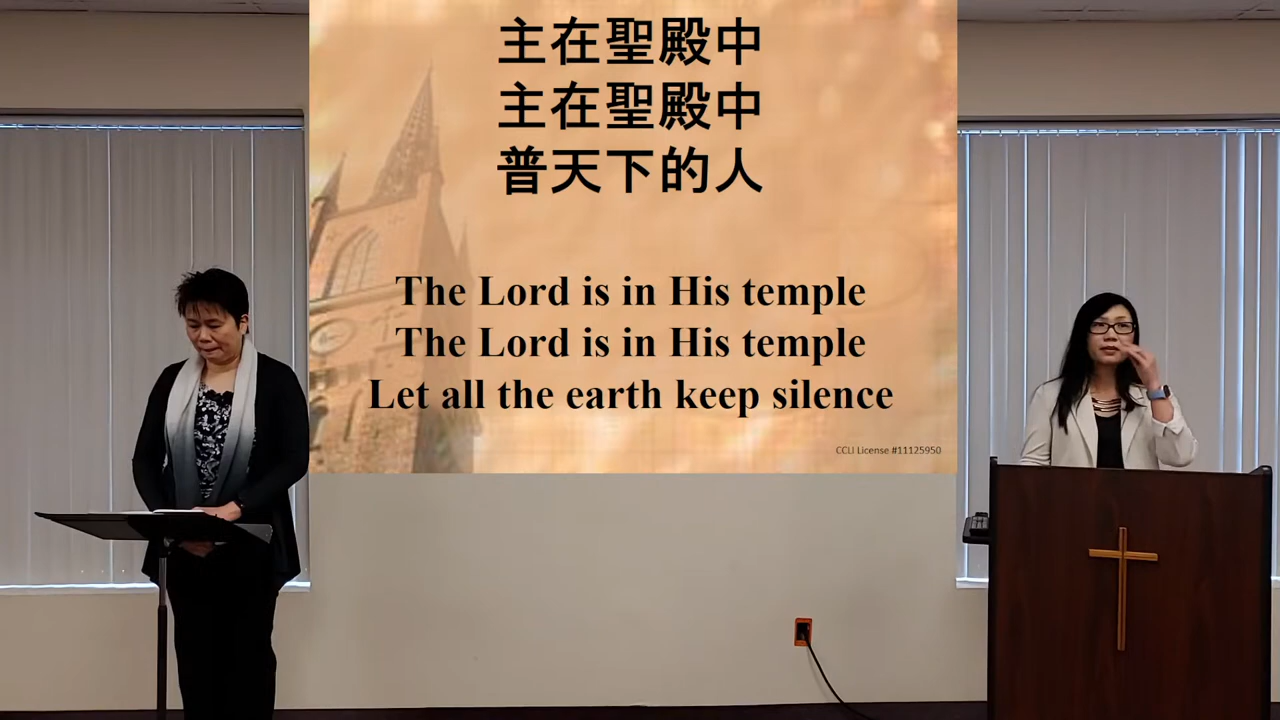 主在聖殿中
主在聖殿中
普天下的人
The Lord is in His temple
The Lord is in His temple
Let all the earth keep silence
CCLI License #11125950